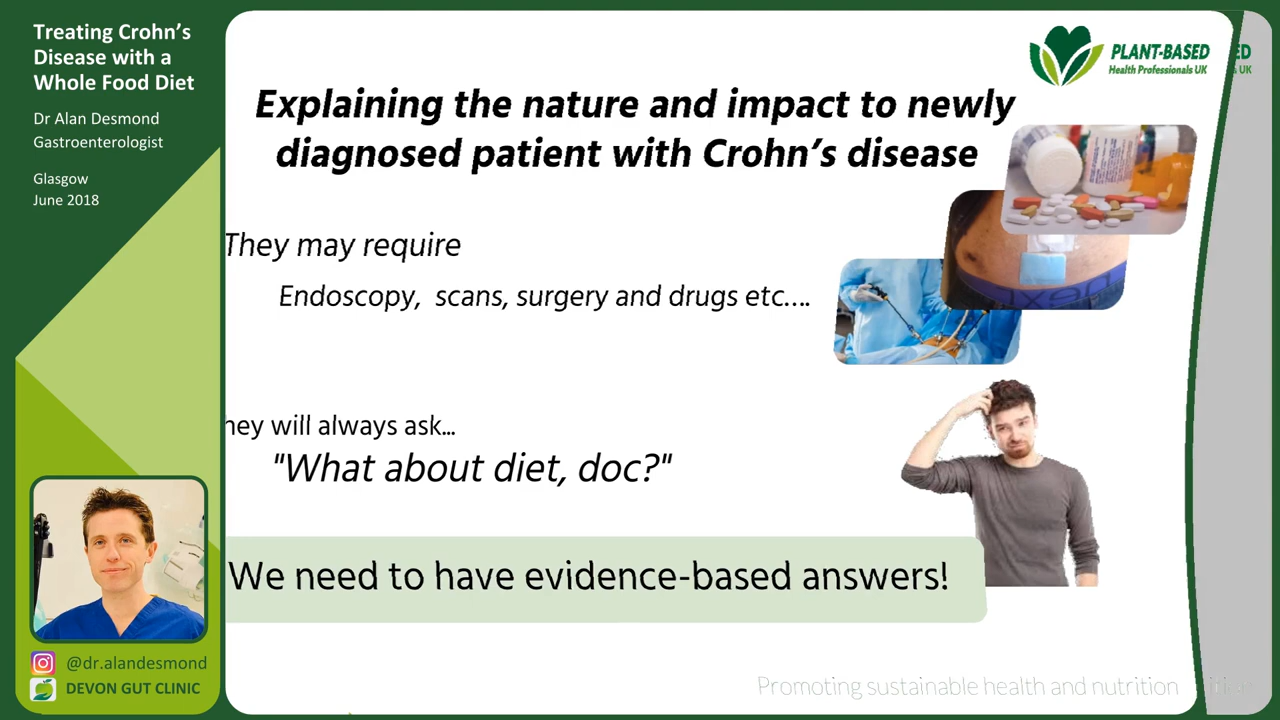 Treating Crohn's
Disease with a
Whole Food Diet
Dr Alan Desmond
Gastroenterologist
Glasgow
June 2018
@dr.alandesmond
DEVON GUT CLINIC
PLANT-BASED
Health Professionals UK
ED
UK
Explaining the nature and impact to newly
diagnosed patient with Crohn's disease
They may require
Endoscopy, scans, surgery and drugs etc....
hey will always ask...
"What about diet, doc?"
We need to have evidence-based answers!
Promoting sustainable health and nutrition